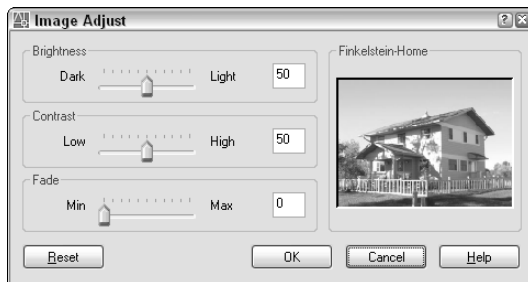 Image Adjust
Brightness
Dark Light 50
Contrast
Low High 50
Fade
Min Max 0
Finkelstein-Home
Reset OK Cancel Help